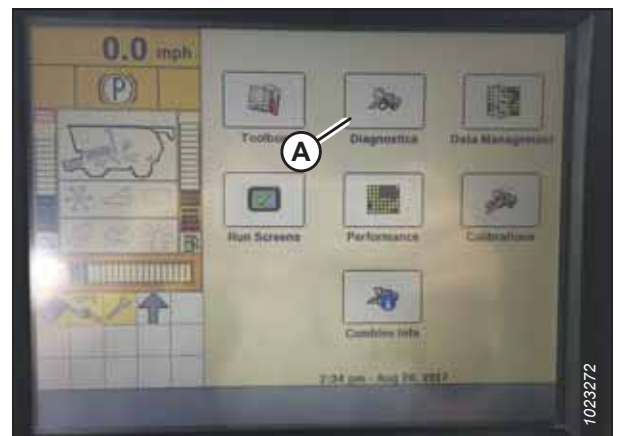 0.0 mph
(P)
Toolbox
Diagnostics
Data Management
A
Run Screens
Performance
Calibrations
Combine Info
1023272